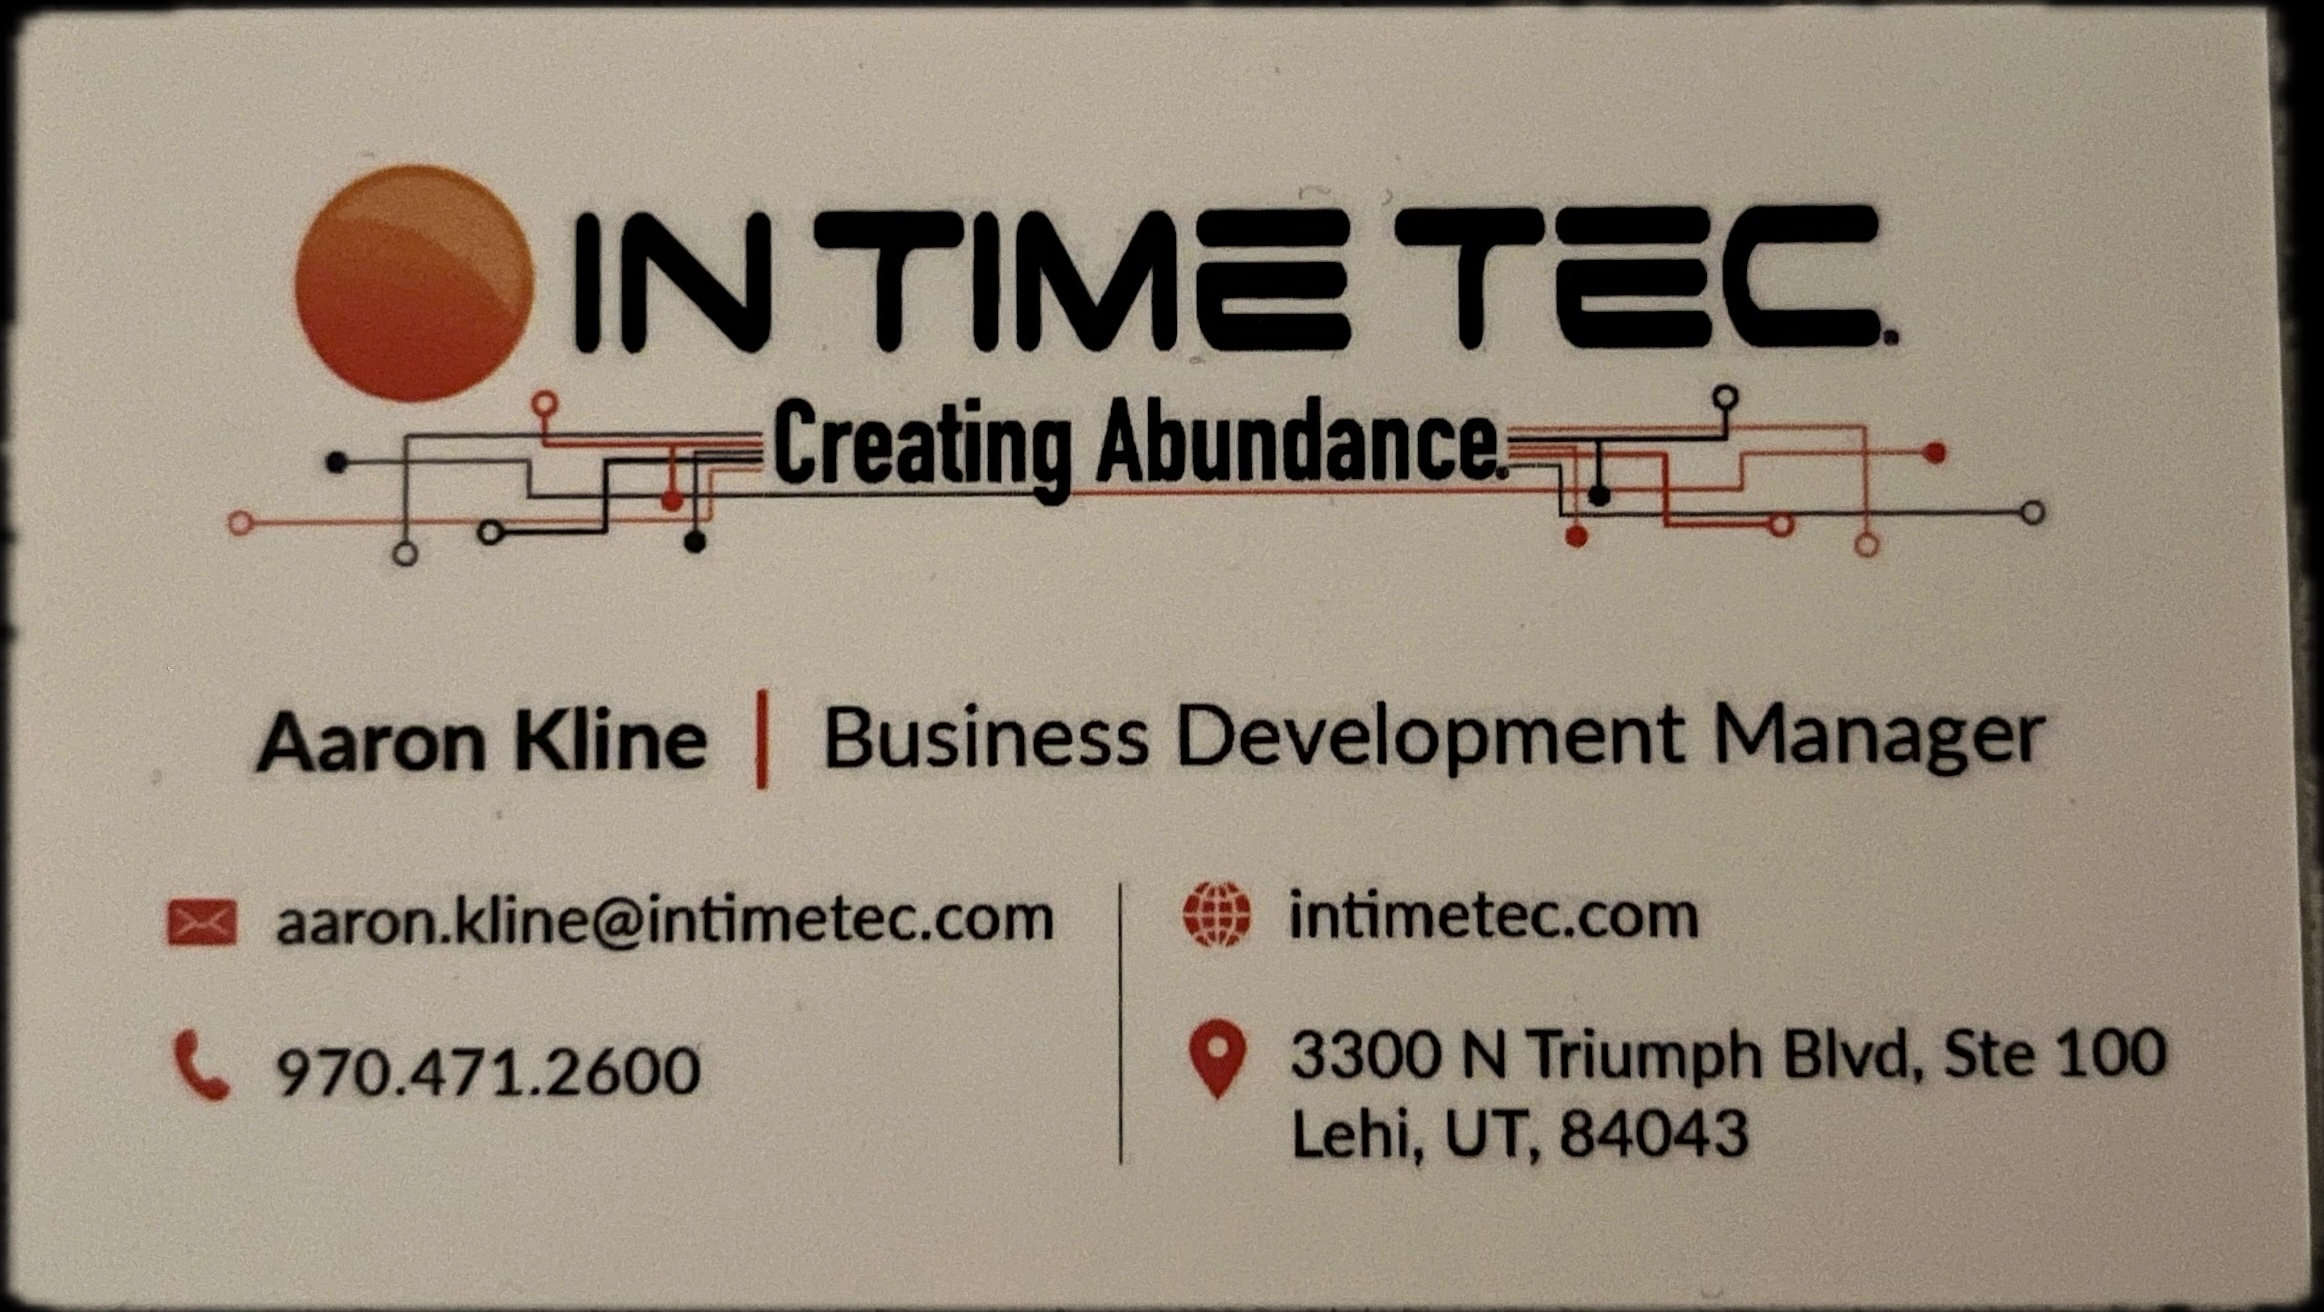 IN TIME TEC.
Creating Abundance.
Aaron Kline | Business Development Manager
aaron.kline@intimetec.com
970.471.2600
intimetec.com
3300 N Triumph Blvd, Ste 100
Lehi, UT, 84043